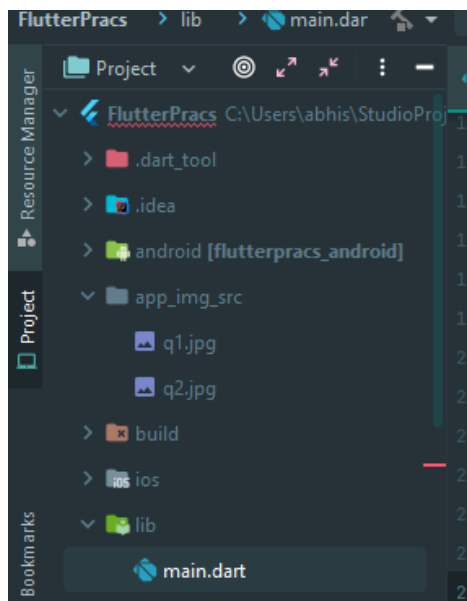 FlutterPracs > lib > main.dar
Resource Manager
Project
Bookmarks
Project
FlutterPracs C:\Users\abhis\StudioProj
.dart_tool
.idea
android [flutterpracs_android]
app_img_src
q1.jpg
q2.jpg
build
ios
ios
lib
main.dart